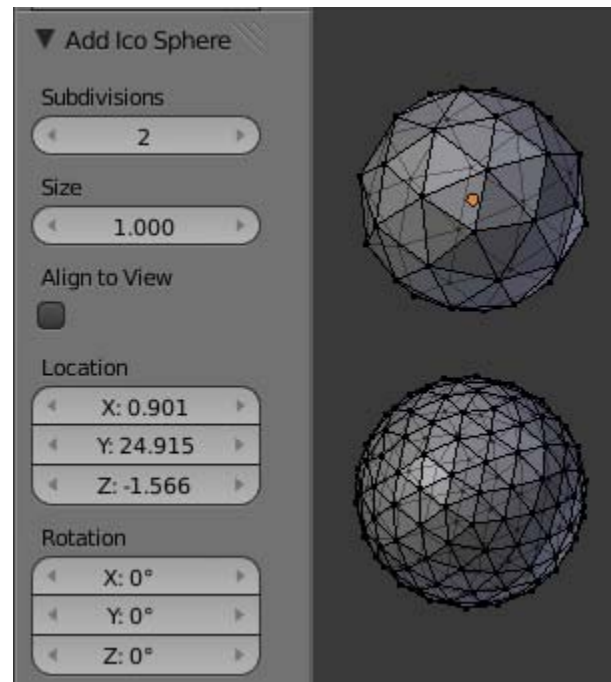 Add Ico Sphere
Subdivisions
2
Size
1.000
Align to View
Location
X: 0.901
Y: 24.915
Z: -1.566
Rotation
X: 0°
Y: 0°
Z: 0°